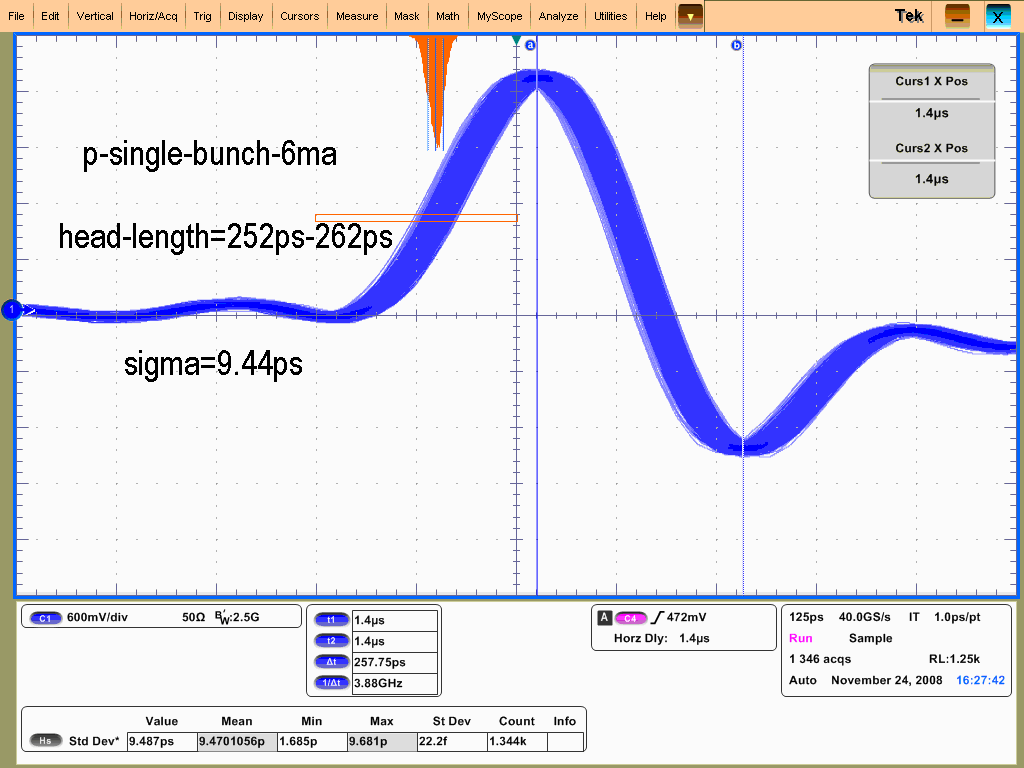 File Edit Vertical Horiz/Acq Trig Display Cursors Measure Mask Math MyScope Analyze Utilities Help Tek X
a b
Curs1 X Pos
1.4µs
Curs2 X Pos
1.4µs
p-single-bunch-6ma
head-length=252ps-262ps
1
sigma=9.44ps
C1 600mV/div 50Ω BW:2.5G
t1 1.4µs
t2 1.4µs
Δt 257.75ps
1/Δt 3.88GHz
A C4 472mV
Horz Dly: 1.4µs
125ps 40.0GS/s IT 1.0ps/pt
Run Sample
1 346 acqs RL:1.25k
Auto November 24, 2008 16:27:42
Value Mean Min Max St Dev Count Info
Hs Std Dev* 9.487ps 9.4701056p 1.685p 9.681p 22.2f 1.344k